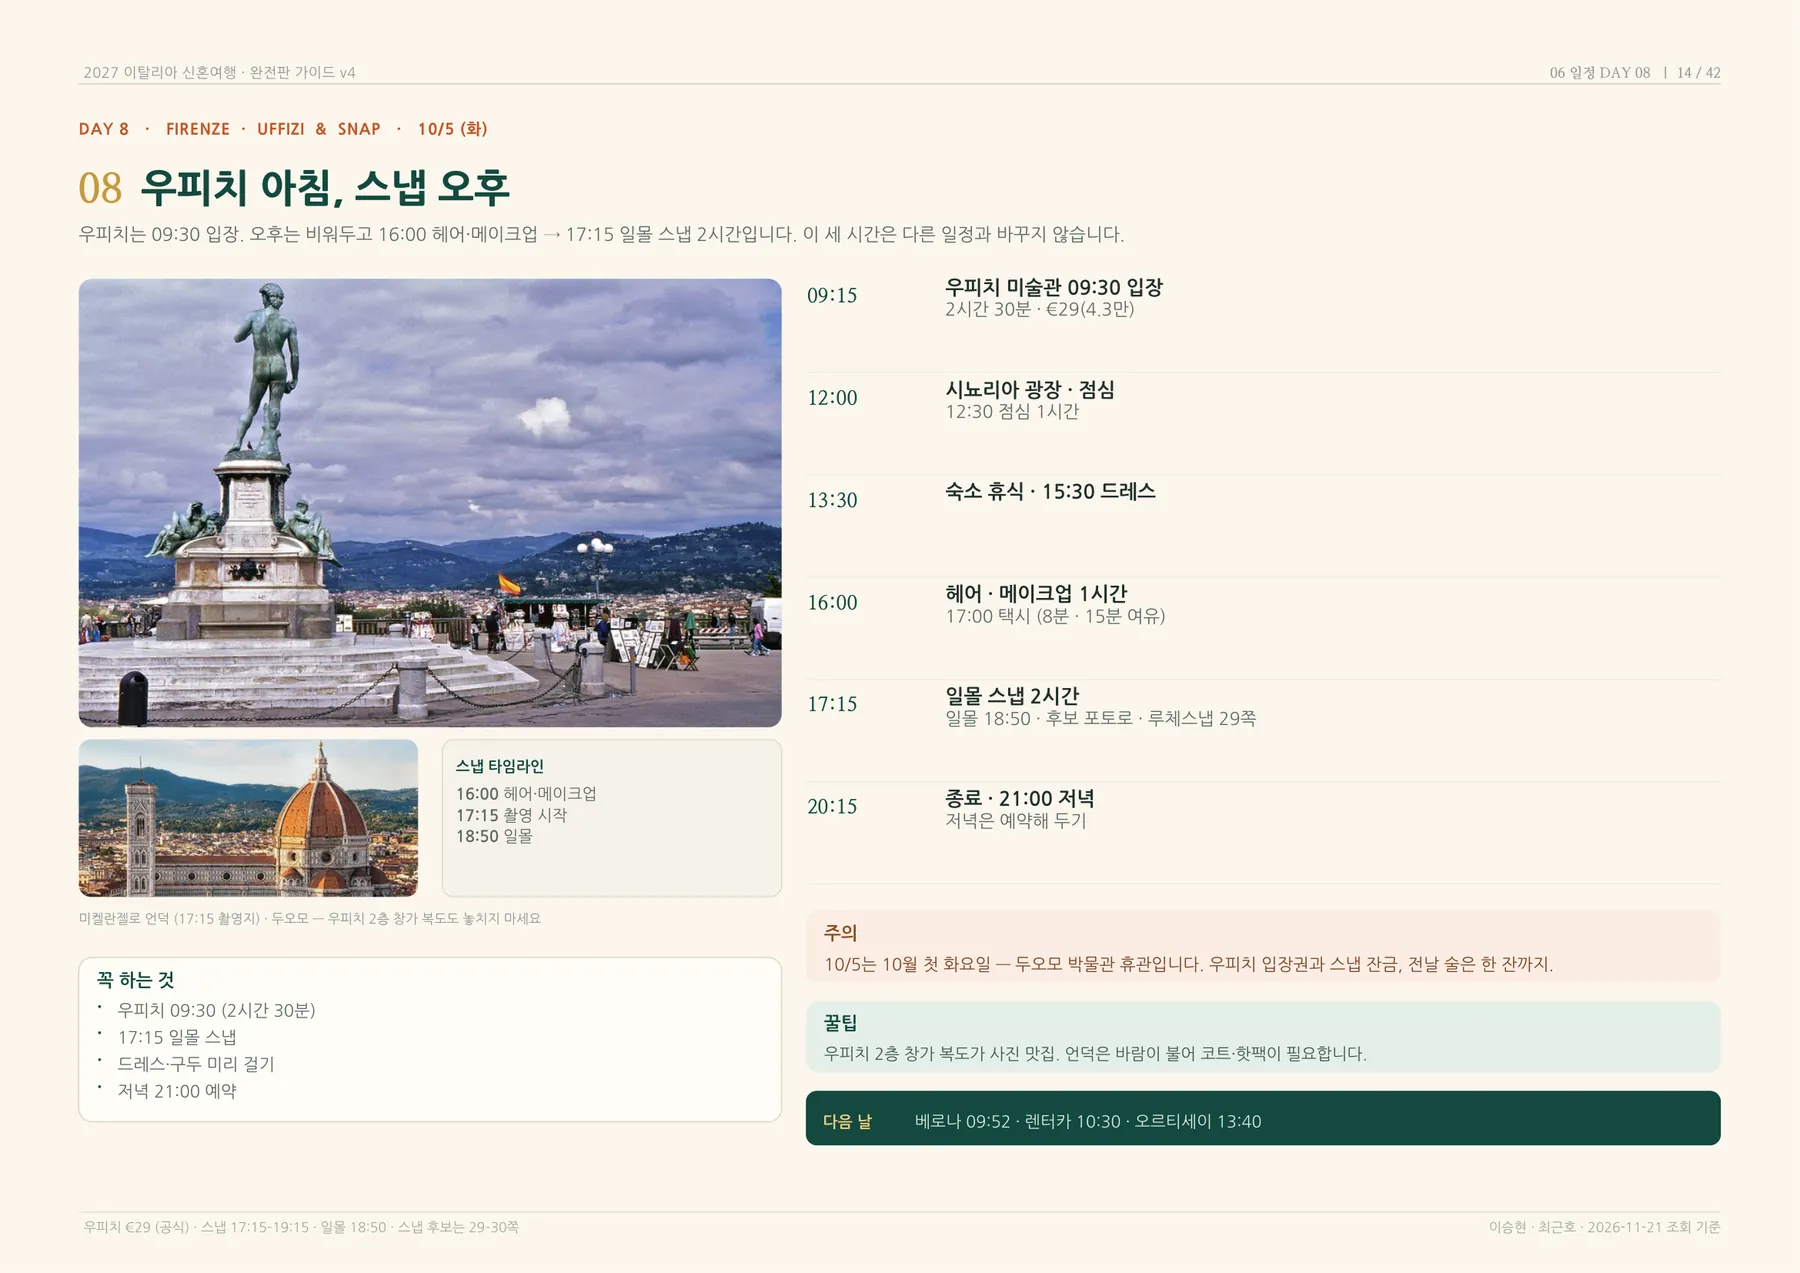 2027 이탈리아 신혼여행 · 완전판 가이드 v4
06 일정 DAY 08 | 14 / 42
DAY 8 · FIRENZE · UFFIZI & SNAP · 10/5 (화)
08 우피치 아침, 스냅 오후
우피치는 09:30 입장. 오후는 비워두고 16:00 헤어·메이크업 → 17:15 일몰 스냅 2시간입니다. 이 세 시간은 다른 일정과 바꾸지 않습니다.
09:15 우피치 미술관 09:30 입장
2시간 30분 · €29(4.3만)
12:00 시뇨리아 광장 · 점심
12:30 점심 1시간
13:30 숙소 휴식 · 15:30 드레스
16:00 헤어 · 메이크업 1시간
17:00 택시 (8분 · 15분 여유)
17:15 일몰 스냅 2시간
일몰 18:50 · 후보 포토로 · 루체스냅 29쪽
20:15 종료 · 21:00 저녁
저녁은 예약해 두기
스냅 타임라인
16:00 헤어·메이크업
17:15 촬영 시작
18:50 일몰
미켈란젤로 언덕 (17:15 촬영지) · 두오모 — 우피치 2층 창가 복도도 놓치지 마세요
꼭 하는 것
· 우피치 09:30 (2시간 30분)
· 17:15 일몰 스냅
· 드레스·구두 미리 걸기
· 저녁 21:00 예약
주의
10/5는 10월 첫 화요일 — 두오모 박물관 휴관입니다. 우피치 입장권과 스냅 잔금, 전날 술은 한 잔까지.
꿀팁
우피치 2층 창가 복도가 사진 맛집. 언덕은 바람이 불어 코트·핫팩이 필요합니다.
다음 날 베로나 09:52 · 렌터카 10:30 · 오르티세이 13:40
우피치 €29 (공식) · 스냅 17:15-19:15 · 일몰 18:50 · 스냅 후보는 29-30쪽
이승현 · 최근호 · 2026-11-21 조회 기준